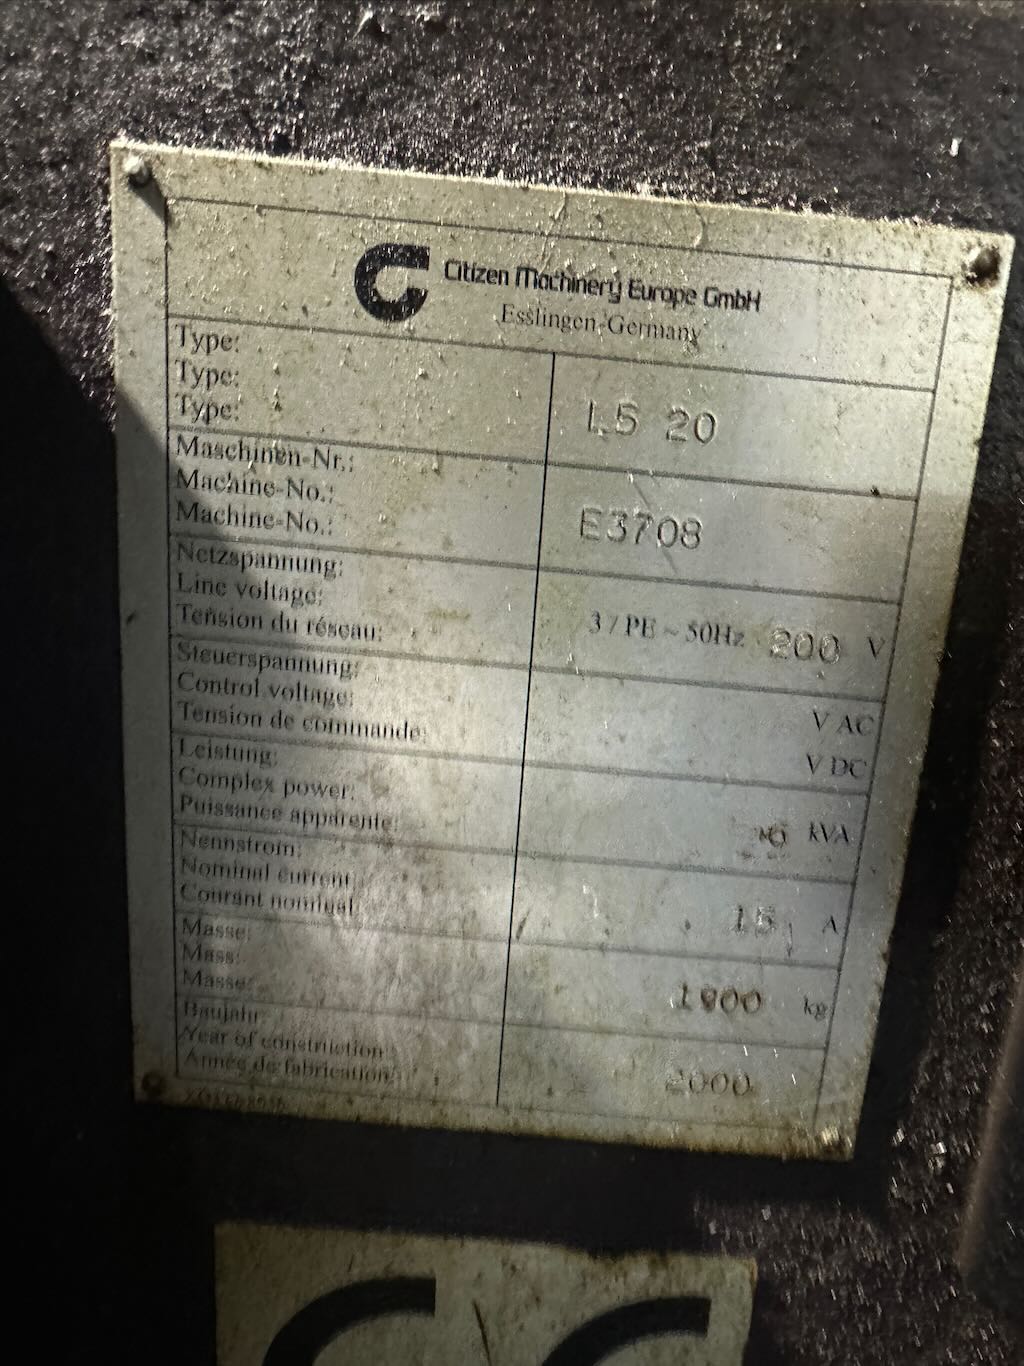 Citizen Machinery Europe GmbH
Esslingen, Germany
Type:
Type:
Type:
L5 20
Maschinen-Nr.:
Machine-No.:
Machine-No.:
E3708
Netzspannung:
Line voltage:
Tension du réseau:
3 / PE ~ 50Hz 200 V
Steuerspannung:
Control voltage:
Tension de commande:
V AC
V DC
Leistung:
Complex power:
Puissance apparente:
kVA
Nennstrom:
Nominal current:
Courant nominal:
15 A
Masse:
Mass:
Masse:
kg
Baujahr:
Year of construction:
Année de fabrication:
2000